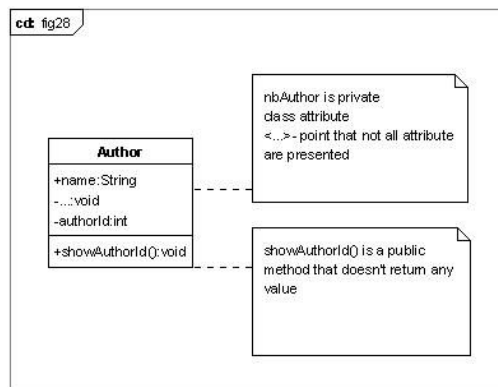 cd: fig28
nbAuthor is private
class attribute
<...>- point that not all attribute
are presented
Author
+name:String
-...:void
-authorId:int
+showAuthorId():void
showAuthorId() is a public
method that doesn't return any
value